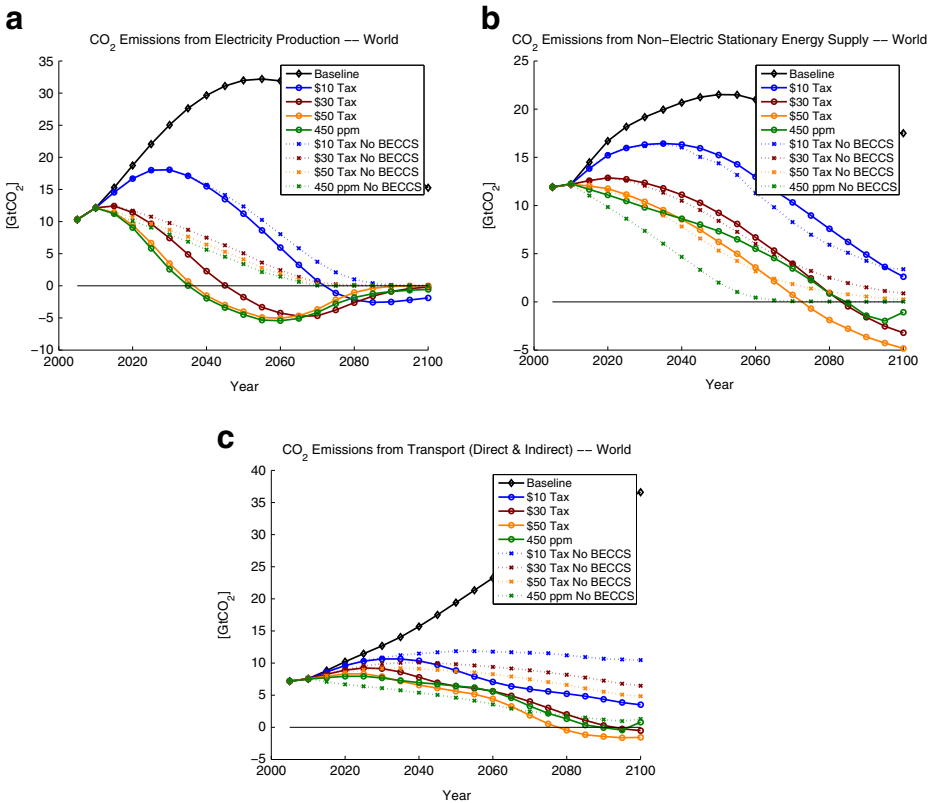 a
CO2 Emissions from Electricity Production −− World
35
30
25
20
15
10
5
0
−5
−10
[GtCO2]
2000
2020
2040
2060
2080
2100
Year
Baseline
$10 Tax
$30 Tax
$50 Tax
450 ppm
$10 Tax No BECCS
$30 Tax No BECCS
$50 Tax No BECCS
450 ppm No BECCS
b
CO2 Emissions from Non−Electric Stationary Energy Supply −− World
25
20
15
10
5
0
−5
[GtCO2]
2000
2020
2040
2060
2080
2100
Year
Baseline
$10 Tax
$30 Tax
$50 Tax
450 ppm
$10 Tax No BECCS
$30 Tax No BECCS
$50 Tax No BECCS
450 ppm No BECCS
c
CO2 Emissions from Transport (Direct & Indirect) −− World
40
35
30
25
20
15
10
5
0
−5
[GtCO2]
2000
2020
2040
2060
2080
2100
Year
Baseline
$10 Tax
$30 Tax
$50 Tax
450 ppm
$10 Tax No BECCS
$30 Tax No BECCS
$50 Tax No BECCS
450 ppm No BECCS